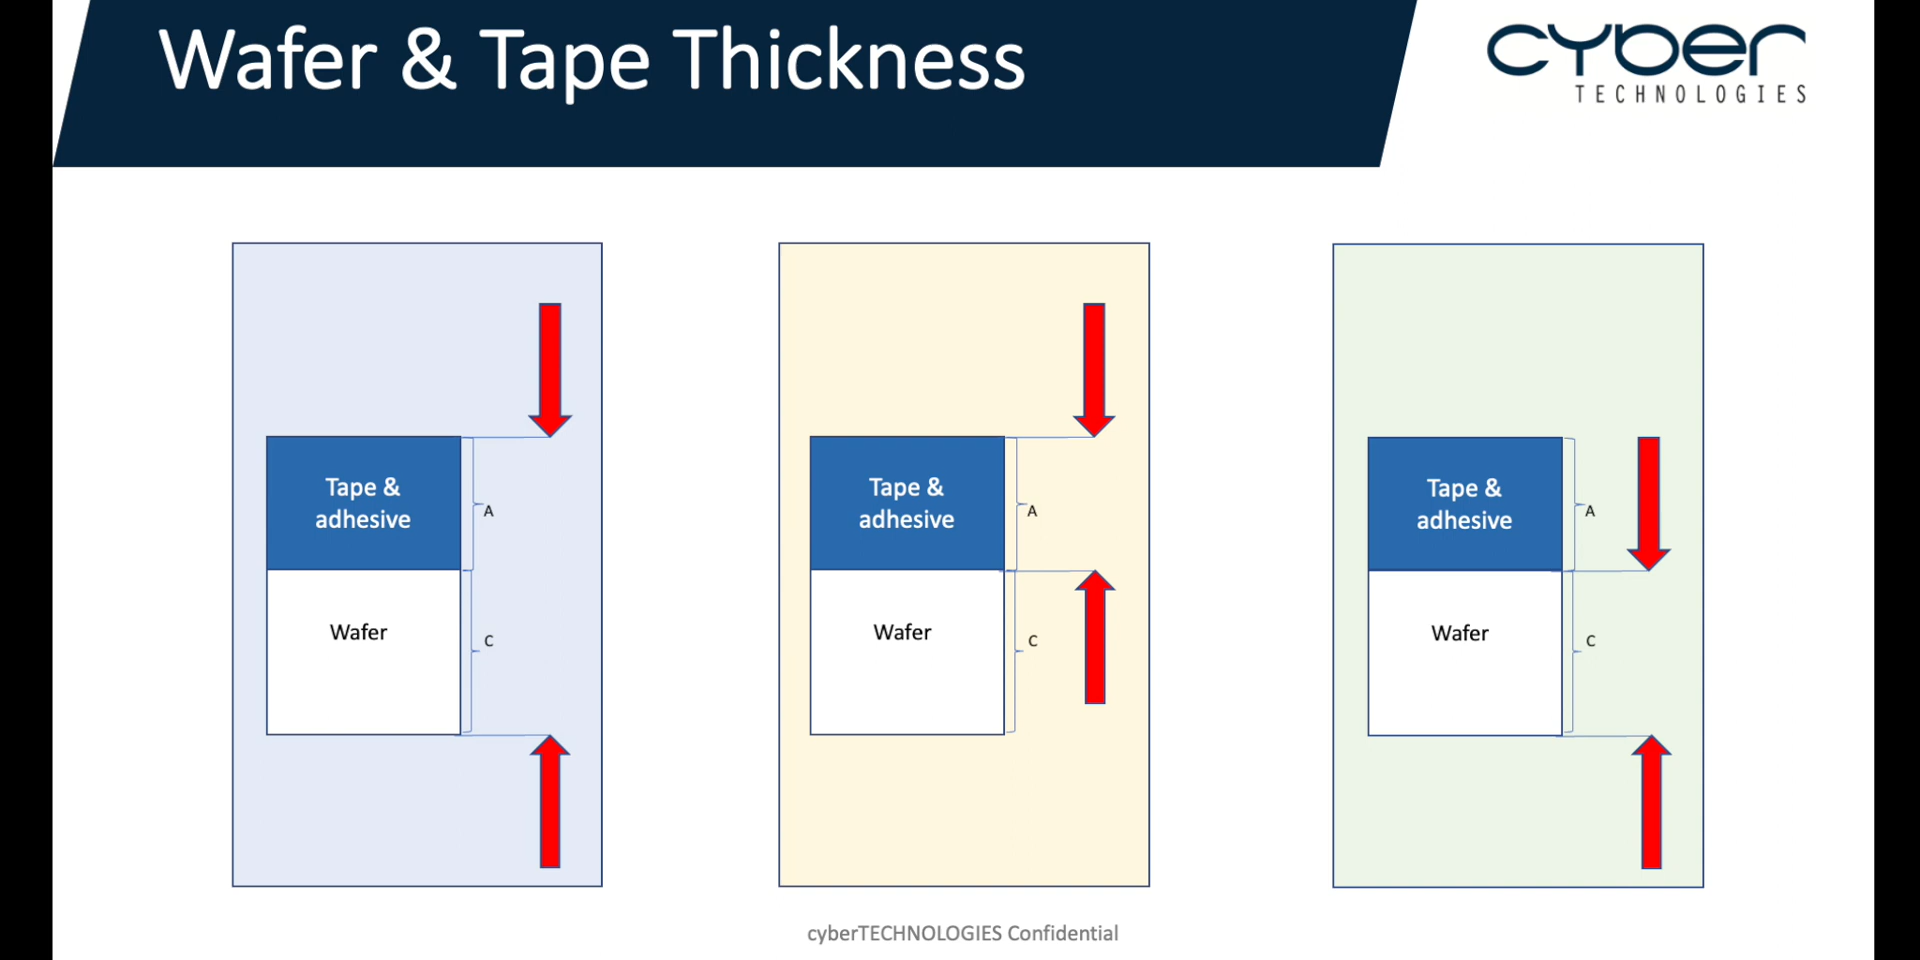 Wafer & Tape Thickness
cyber
TECHNOLOGIES
Tape &
adhesive
A
Wafer
C
Tape &
adhesive
A
Wafer
C
Tape &
adhesive
A
Wafer
C
cyberTECHNOLOGIES Confidential